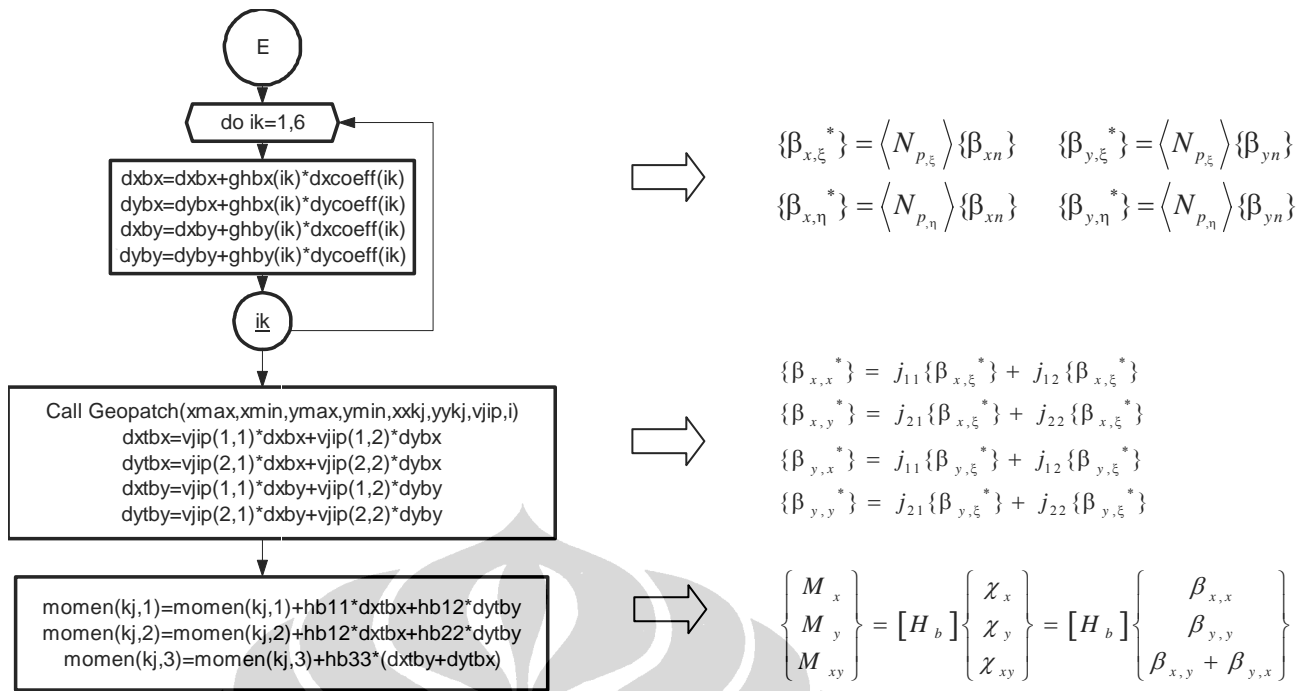 E
do ik=1,6
dxbx=dxbx+ghbx(ik)*dxcoeff(ik)
dybx=dybx+ghbx(ik)*dycoeff(ik)
dxby=dxby+ghby(ik)*dxcoeff(ik)
dyby=dyby+ghby(ik)*dycoeff(ik)
{β_{x,ξ}^*} = ⟨N_{p,ξ}⟩{β_{xn}} {β_{y,ξ}^*} = ⟨N_{p,ξ}⟩{β_{yn}}
{β_{x,η}^*} = ⟨N_{p,η}⟩{β_{xn}} {β_{y,η}^*} = ⟨N_{p,η}⟩{β_{yn}}
ik
Call Geopatch(xmax,xmin,ymax,ymin,xxkj,yykj,vjip,i)
dxtbx=vjip(1,1)*dxbx+vjip(1,2)*dybx
dytbx=vjip(2,1)*dxbx+vjip(2,2)*dybx
dxtby=vjip(1,1)*dxby+vjip(1,2)*dyby
dytby=vjip(2,1)*dxby+vjip(2,2)*dyby
{β_{x,x}^*} = j_{11}{β_{x,ξ}^*} + j_{12}{β_{x,ξ}^*}
{β_{x,y}^*} = j_{21}{β_{x,ξ}^*} + j_{22}{β_{x,ξ}^*}
{β_{y,x}^*} = j_{11}{β_{y,ξ}^*} + j_{12}{β_{y,ξ}^*}
{β_{y,y}^*} = j_{21}{β_{y,ξ}^*} + j_{22}{β_{y,ξ}^*}
momen(kj,1)=momen(kj,1)+hb11*dxtbx+hb12*dytby
momen(kj,2)=momen(kj,2)+hb12*dxtbx+hb22*dytby
momen(kj,3)=momen(kj,3)+hb33*(dxtby+dytbx)
{M_x M_y M_{xy}} = [H_b]{χ_x χ_y χ_{xy}} = [H_b]{β_{x,x} β_{y,y} β_{x,y} + β_{y,x}}